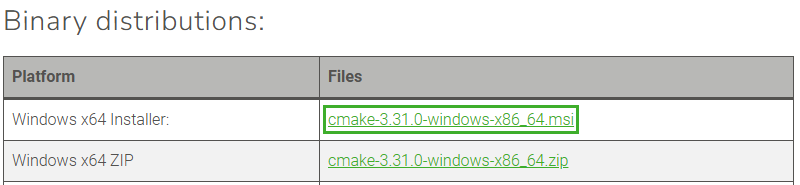 Binary distributions:
Platform Files
Windows x64 Installer: cmake-3.31.0-windows-x86_64.msi
Windows x64 ZIP cmake-3.31.0-windows-x86_64.zip